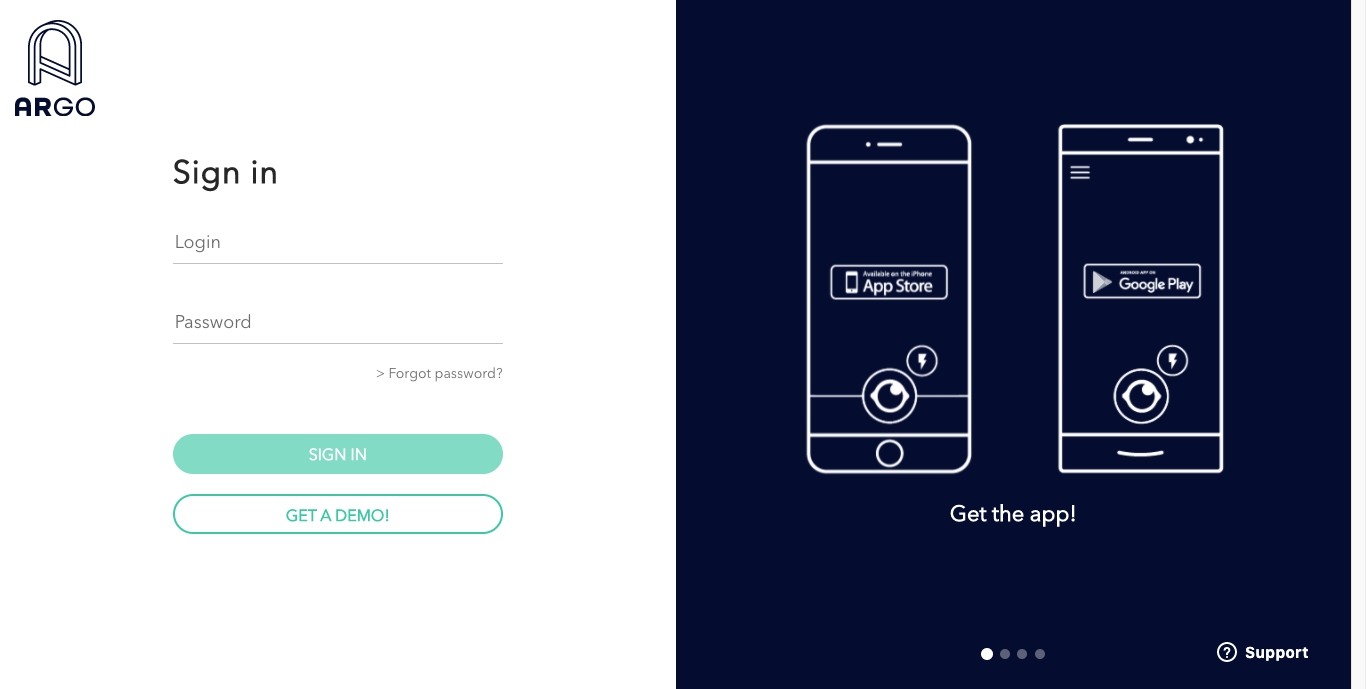 ARGO
Sign in
Login
Password
> Forgot password?
SIGN IN
GET A DEMO!
Available on the iPhone
App Store
ANDROID APP ON
Google Play
Get the app!
Support